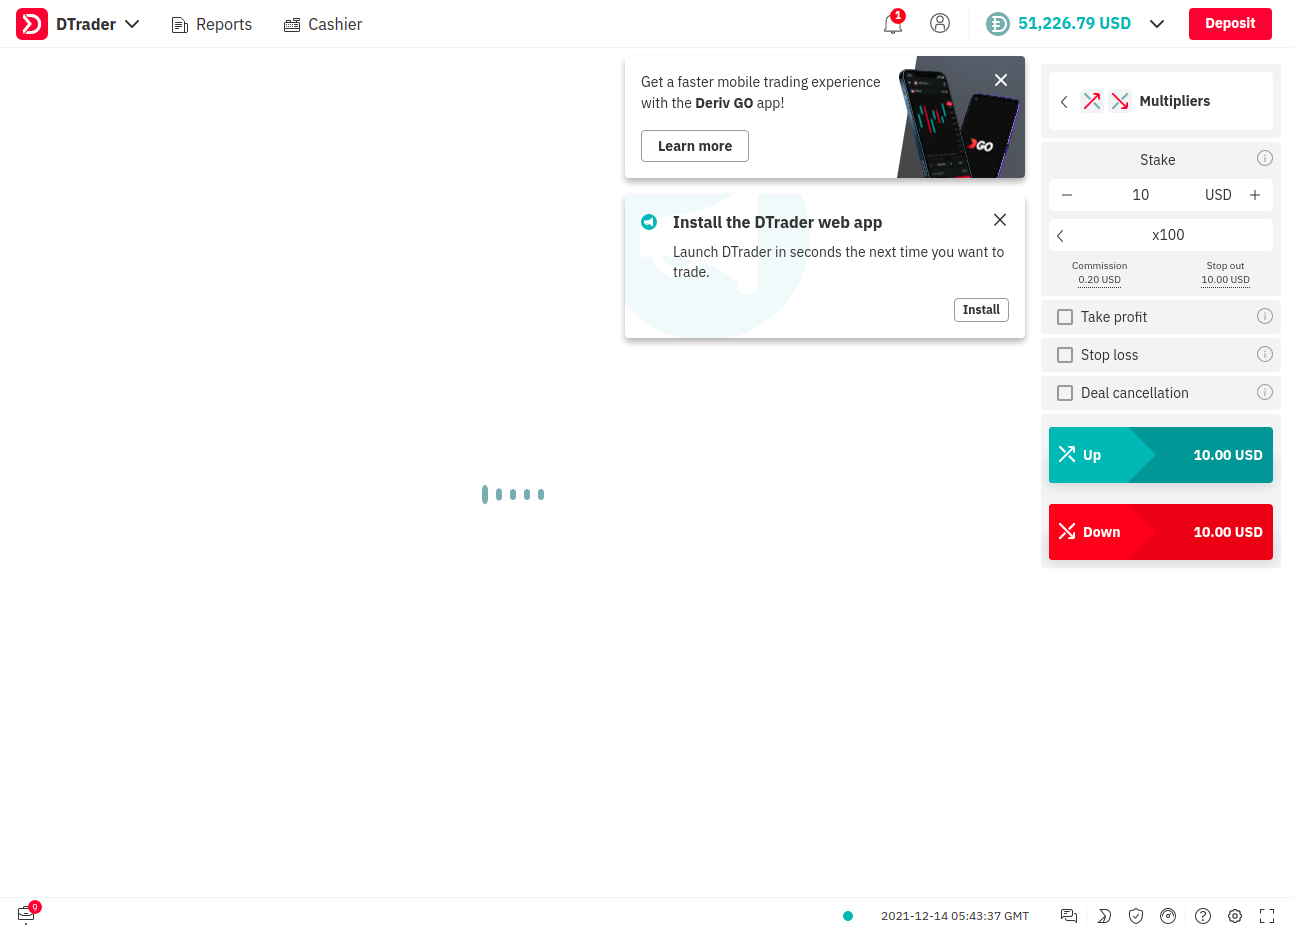 DTrader
Reports
Cashier
1
51,226.79 USD
Deposit
Get a faster mobile trading experience
with the Deriv GO app!
Learn more
GO
Install the DTrader web app
Launch DTrader in seconds the next time you want to
trade.
Install
Multipliers
Stake
10
USD
x100
Commission
0.20 USD
Stop out
10.00 USD
Take profit
Stop loss
Deal cancellation
Up
10.00 USD
Down
10.00 USD
9
2021-12-14 05:43:37 GMT